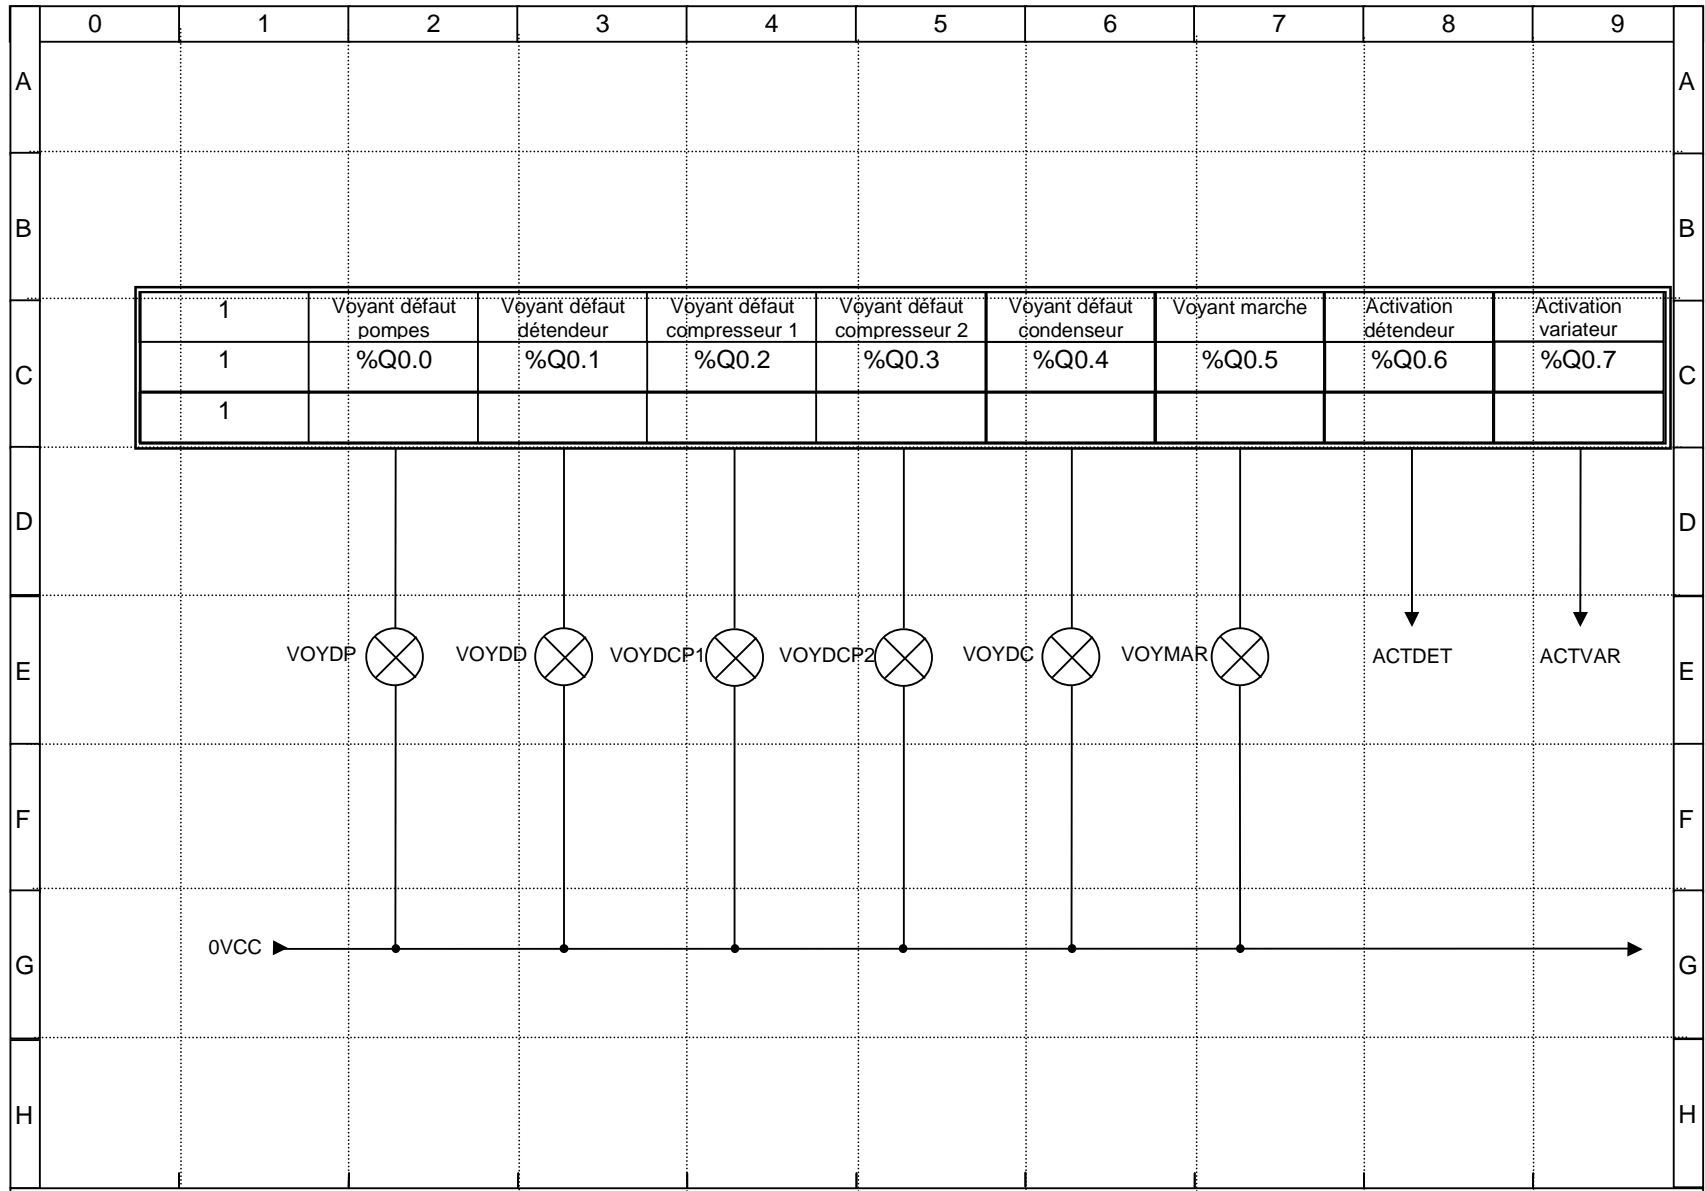 0 1 2 3 4 5 6 7 8 9
A A
B B
1 Voyant défaut Voyant défaut Voyant défaut Voyant défaut Voyant défaut Voyant marche Activation Activation
pompes détendeur compresseur 1 compresseur 2 condenseur détendeur variateur
C 1 %Q0.0 %Q0.1 %Q0.2 %Q0.3 %Q0.4 %Q0.5 %Q0.6 %Q0.7 C
1
D D
VOYDP VOYDD VOYDCP1 VOYDCP2 VOYDC VOYMAR ACTDET ACTVAR
E E
F F
0VCC
G G
H H